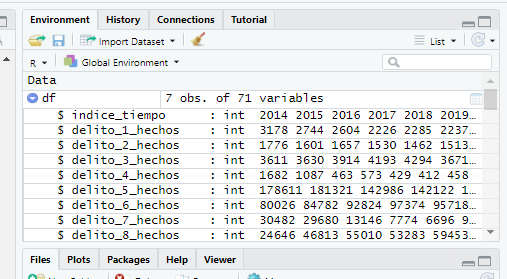 Environment History Connections Tutorial
Import Dataset List
R Global Environment
Data
df 7 obs. of 71 variables
$ indice_tiempo : int 2014 2015 2016 2017 2018 2019…
$ delito_1_hechos : int 3178 2744 2604 2226 2285 2237…
$ delito_2_hechos : int 1776 1601 1657 1530 1462 1513…
$ delito_3_hechos : int 3611 3630 3914 4193 4294 3671…
$ delito_4_hechos : int 1682 1087 463 573 429 412 458
$ delito_5_hechos : int 178611 181321 142986 142122 1…
$ delito_6_hechos : int 80026 84782 92824 97374 95718…
$ delito_7_hechos : int 30482 29680 13146 7774 6696 9…
$ delito_8_hechos : int 24646 46813 55010 53283 59453…
Files Plots Packages Help Viewer